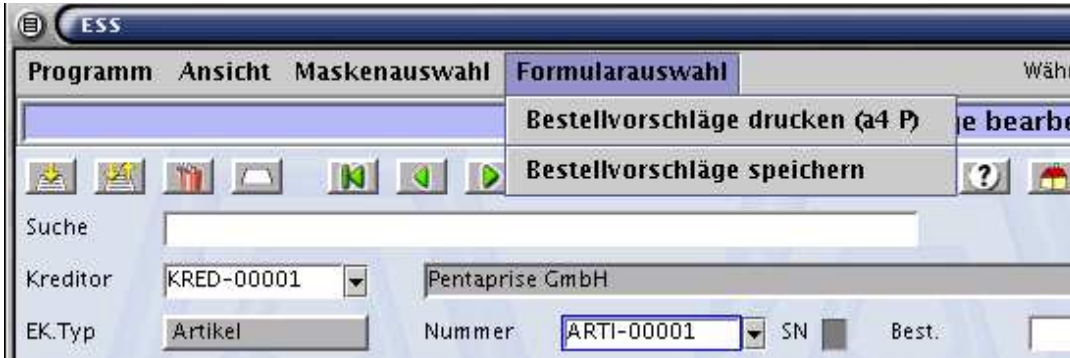 ESS
Programm Ansicht Maskenauswahl Formularauswahl
Bestellvorschläge drucken (a4 P)
Bestellvorschläge speichern
?
Suche
Kreditor KRED-00001 Pentaprise GmbH
EK.Typ Artikel Nummer ARTI-00001 SN Best.